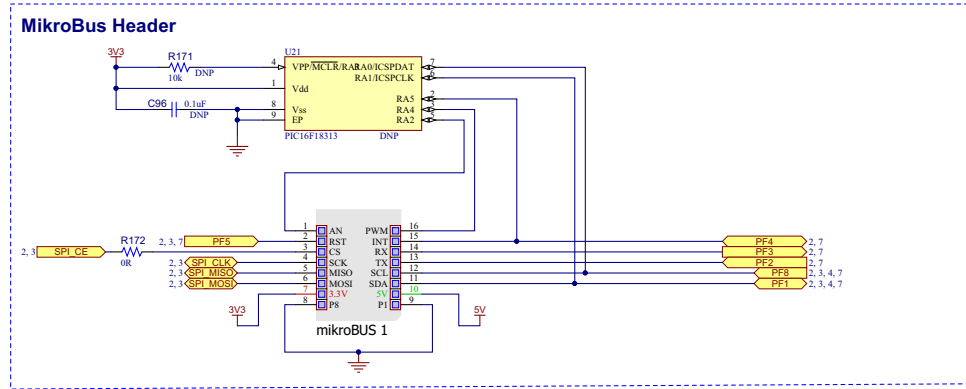 MikroBus Header
3V3
R171
10k
DNP
C96
0.1uF
DNP
U21
4 VPP/MCLR/RA3 RA0/ICSPDAT 7
RA1/ICSPCLK 6
1 Vdd
RA5 2
8 Vss RA4 3
9 EP RA2 5
PIC16F18313 DNP
1 AN PWM 16
2, 3, 7 PF5 2 RST INT 15 PF4 2, 7
2, 3 SPI_CE R172 0R 3 CS RX 14 PF3 2, 7
2, 3 SPI_CLK 4 SCK TX 13 PF2 2, 7
2, 3 SPI_MISO 5 MISO SCL 12 PF8 2, 3, 4, 7
2, 3 SPI_MOSI 6 MOSI SDA 11 PF1 2, 3, 4, 7
7 3.3V 5V 10
8 P8 P1 9
3V3
5V
mikroBUS 1